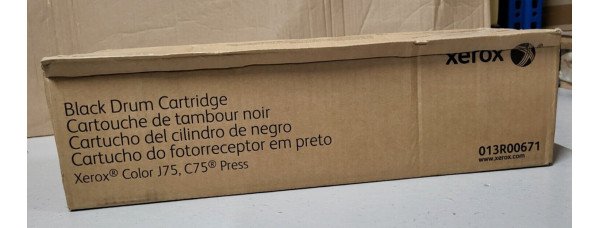 xerox
Black Drum Cartridge
Cartouche de tambour noir
Cartucho del cilindro de negro
Cartucho do fotorreceptor em preto
Xerox® Color J75, C75® Press
013R00671
www.xerox.com